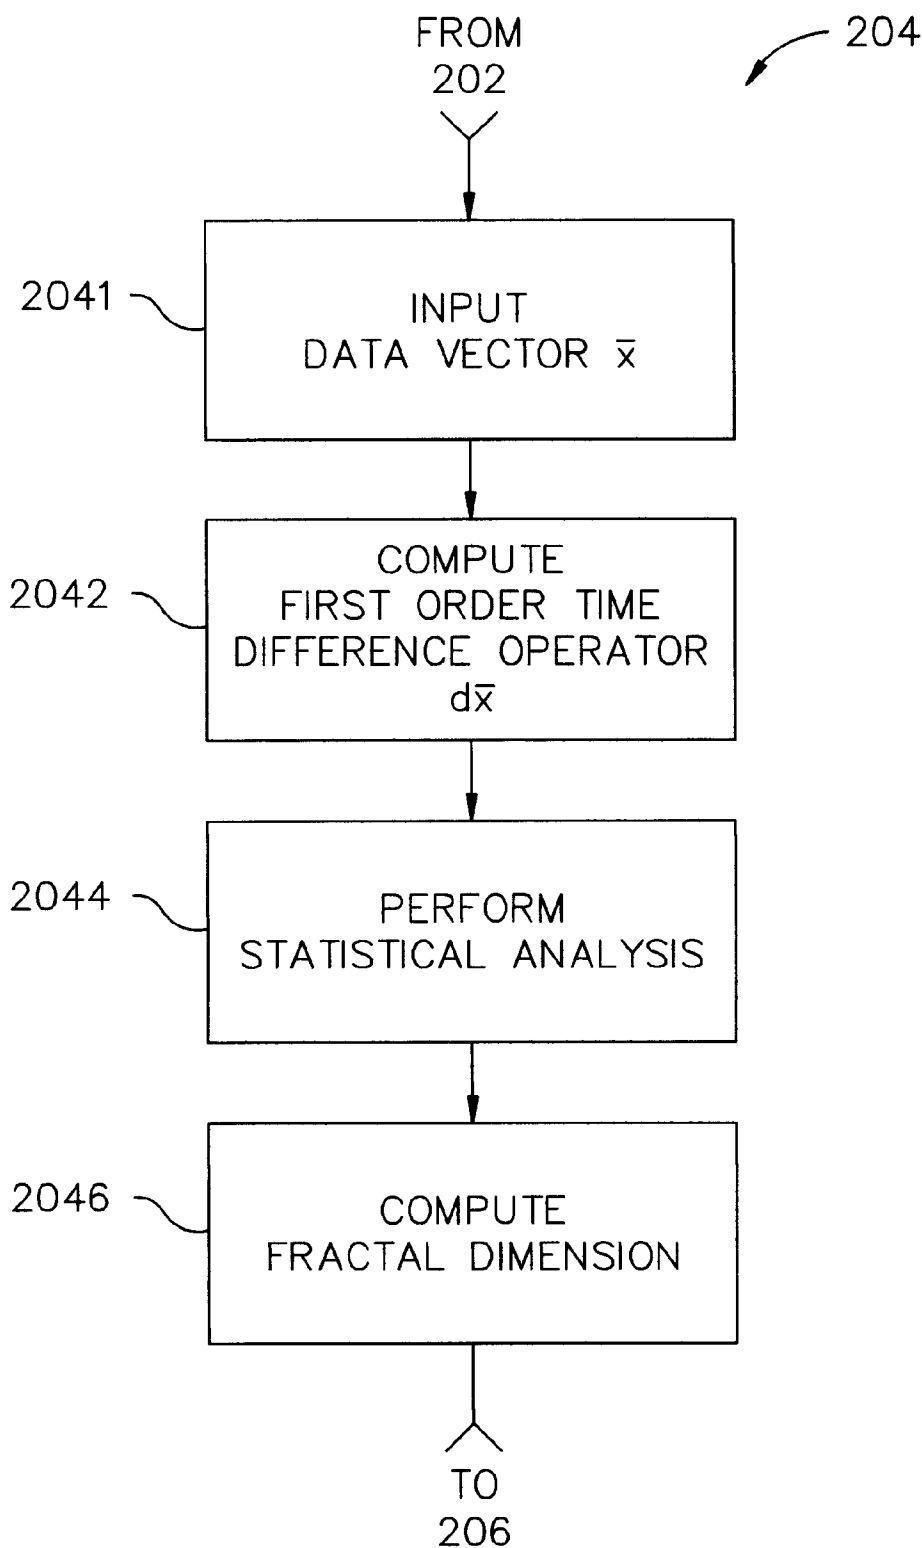 FROM
202
204
2041
INPUT
DATA VECTOR x̅
2042
COMPUTE
FIRST ORDER TIME
DIFFERENCE OPERATOR
dx̅
2044
PERFORM
STATISTICAL ANALYSIS
2046
COMPUTE
FRACTAL DIMENSION
TO
206